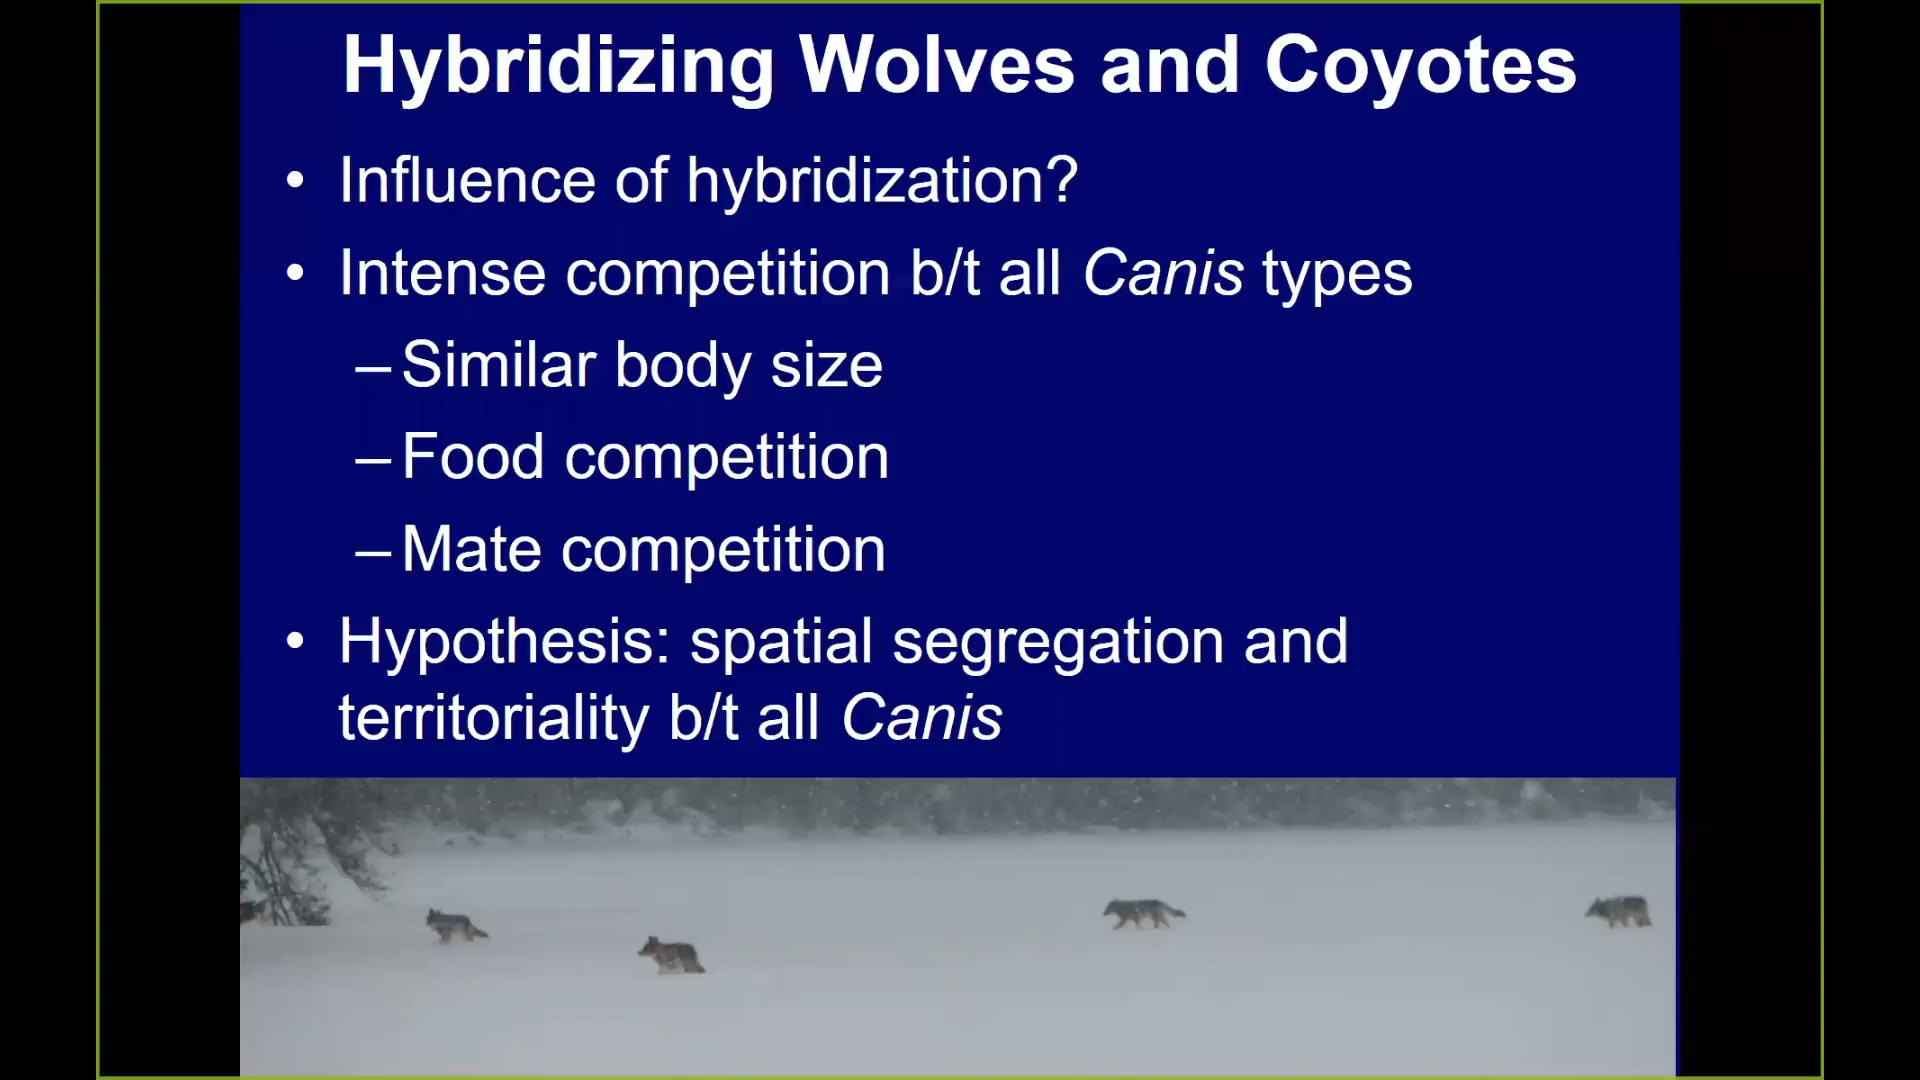 Hybridizing Wolves and Coyotes
• Influence of hybridization?
• Intense competition b/t all Canis types
– Similar body size
– Food competition
– Mate competition
• Hypothesis: spatial segregation and
territoriality b/t all Canis